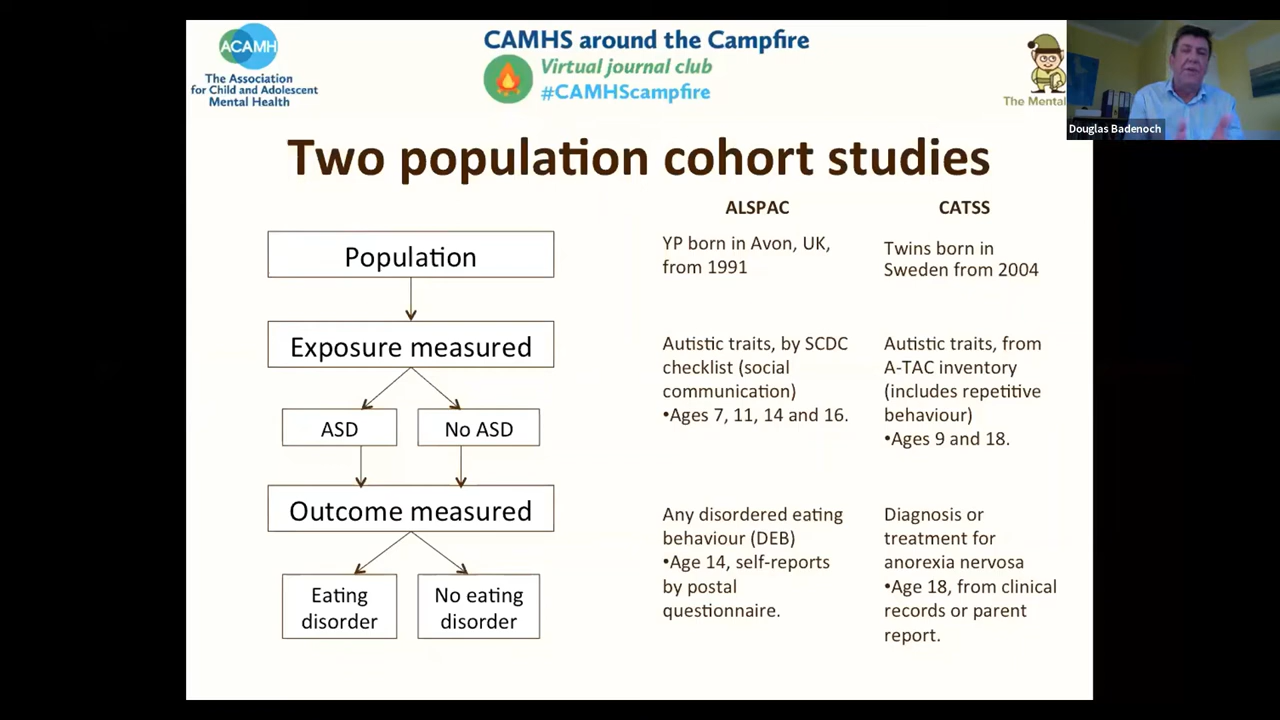 ACAMH
The Association
for Child and Adolescent
Mental Health
CAMHS around the Campfire
Virtual journal club
#CAMHScampfire
The Mental
Douglas Badenoch
Two population cohort studies
Population
Exposure measured
ASD
No ASD
Outcome measured
Eating
disorder
No eating
disorder
ALSPAC
YP born in Avon, UK,
from 1991
Autistic traits, by SCDC
checklist (social
communication)
•Ages 7, 11, 14 and 16.
Any disordered eating
behaviour (DEB)
•Age 14, self-reports
by postal
questionnaire.
CATSS
Twins born in
Sweden from 2004
Autistic traits, from
A-TAC inventory
(includes repetitive
behaviour)
•Ages 9 and 18.
Diagnosis or
treatment for
anorexia nervosa
•Age 18, from clinical
records or parent
report.